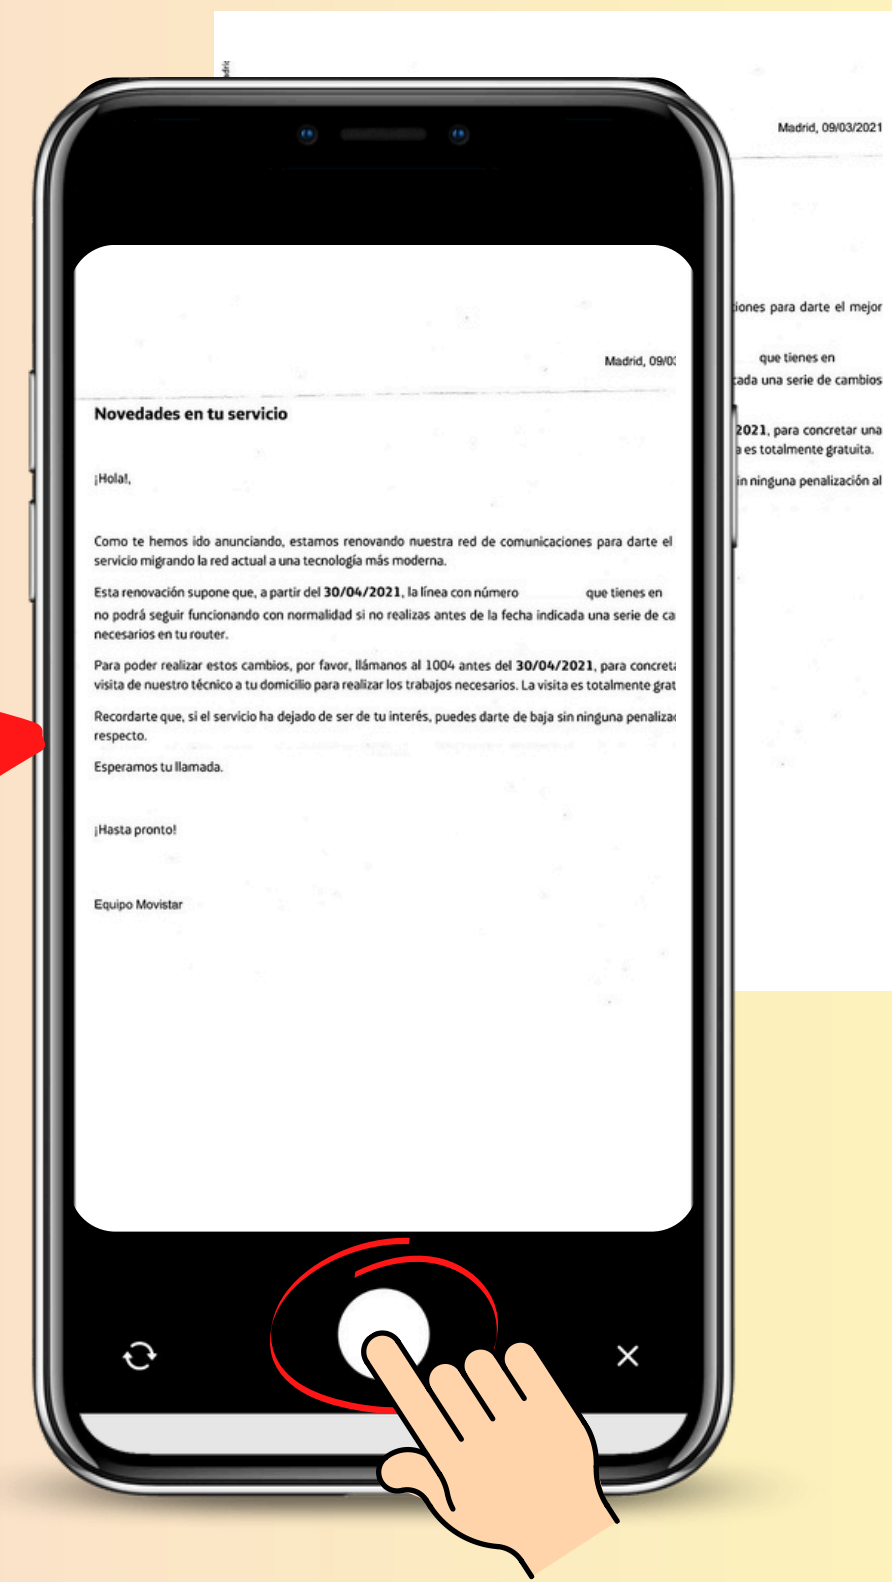 Madrid, 09/03/2021
iones para darte el mejor
que tienes en
cada una serie de cambios
2021, para concretar una
a es totalmente gratuita.
in ninguna penalización al
Madrid, 09/03
Novedades en tu servicio
¡Hola!,
Como te hemos ido anunciando, estamos renovando nuestra red de comunicaciones para darte el
servicio migrando la red actual a una tecnología más moderna.
Esta renovación supone que, a partir del 30/04/2021, la línea con número que tienes en
no podrá seguir funcionando con normalidad si no realizas antes de la fecha indicada una serie de ca
necesarios en tu router.
Para poder realizar estos cambios, por favor, llámanos al 1004 antes del 30/04/2021, para concreta
visita de nuestro técnico a tu domicilio para realizar los trabajos necesarios. La visita es totalmente grat
Recordarte que, si el servicio ha dejado de ser de tu interés, puedes darte de baja sin ninguna penalizac
respecto.
Esperamos tu llamada.
¡Hasta pronto!
Equipo Movistar